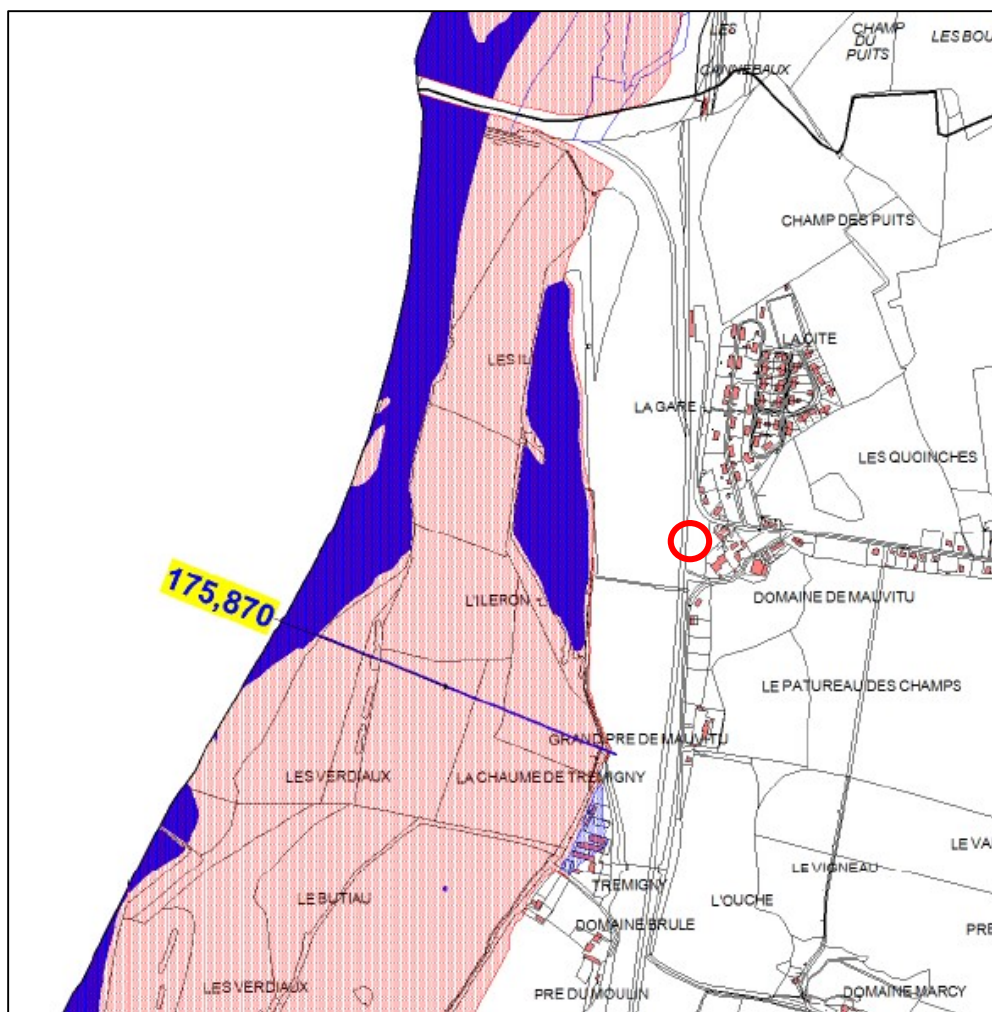 LES
CANNEBAUX
CHAMP
DU
PUITS
LES BOU
CHAMP DES PUITS
LA CITE
LES IL
LA GARE
LES QUOINCHES
175,870
L'ILERON
DOMAINE DE MAUVITU
LE PATUREAU DES CHAMPS
GRAND PRE DE MAUVITU
LES VERDIAUX
LA CHAUME DE TREMIGNY
LE VA
LE VIGNEAU
TREMIGNY
LE BUTIAU
L'OUCHE
DOMAINE BRULE
PRE
LES VERDIAUX
PRE DU MOULIN
DOMAINE MARCY